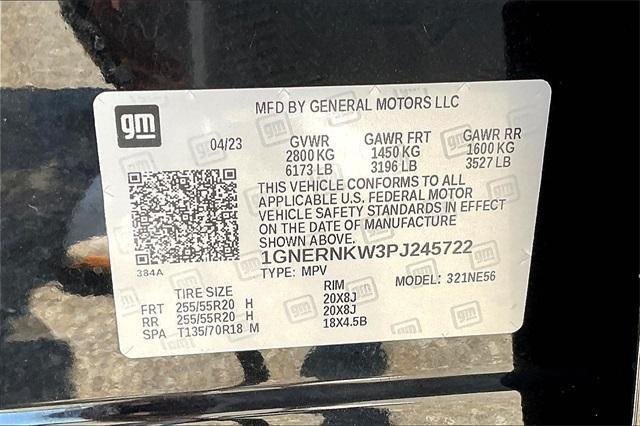 MFD BY GENERAL MOTORS LLC
gm
04/23 GVWR GAWR FRT GAWR RR
2800 KG 1450 KG 1600 KG
6173 LB 3196 LB 3527 LB
THIS VEHICLE CONFORMS TO ALL
APPLICABLE U.S. FEDERAL MOTOR
VEHICLE SAFETY STANDARDS IN EFFECT
ON THE DATE OF MANUFACTURE
SHOWN ABOVE.
1GNERNKW3PJ245722
384A
TYPE: MPV MODEL: 321NE56
TIRE SIZE RIM
FRT 255/55R20 H 20X8J
RR 255/55R20 H 20X8J
SPA T135/70R18 M 18X4.5B